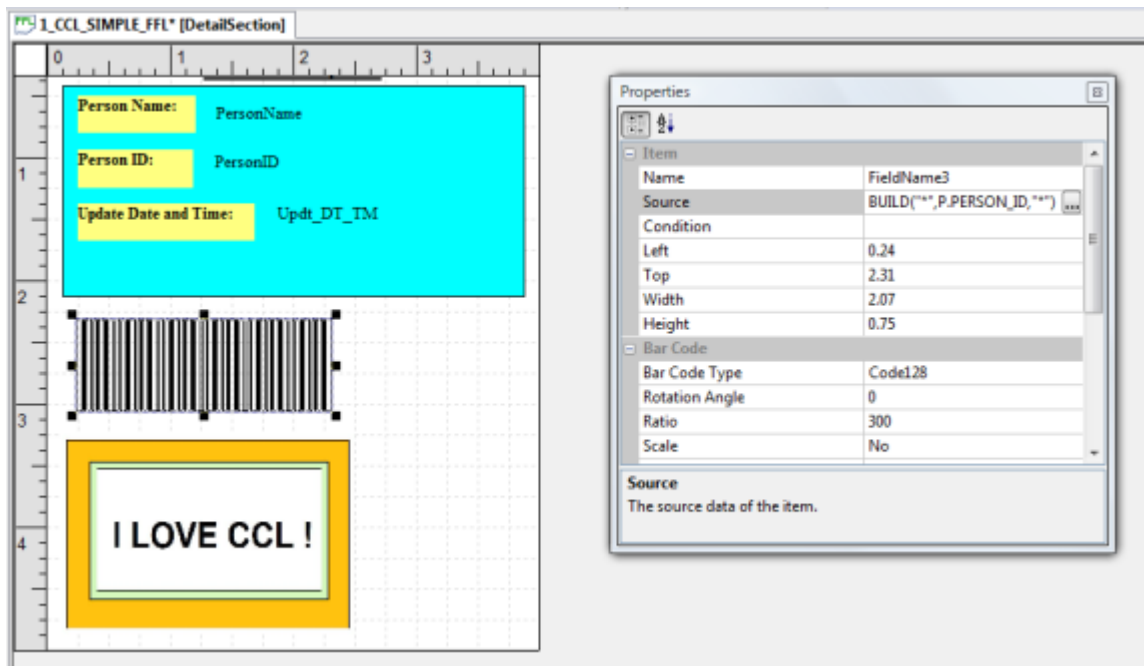 1_CCL_SIMPLE_FFL* [DetailSection]
0 1 2 3
1
2
3
4
Person Name: PersonName
Person ID: PersonID
Update Date and Time: Updt_DT_TM
I LOVE CCL !
Properties
Item
Name FieldName3
Source BUILD("*",P.PERSON_ID,"*") ...
Condition
Left 0.24
Top 2.31
Width 2.07
Height 0.75
Bar Code
Bar Code Type Code128
Rotation Angle 0
Ratio 300
Scale No
Source
The source data of the item.